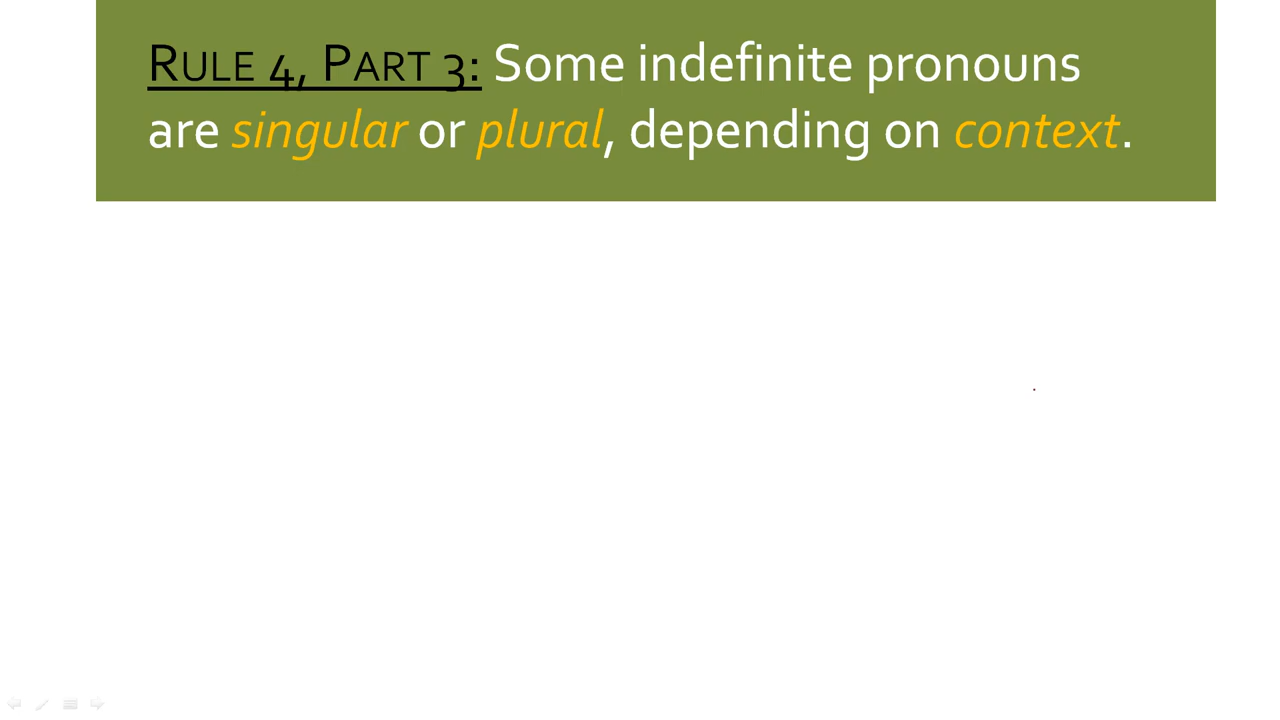 RULE 4, PART 3: Some indefinite pronouns
are singular or plural, depending on context.